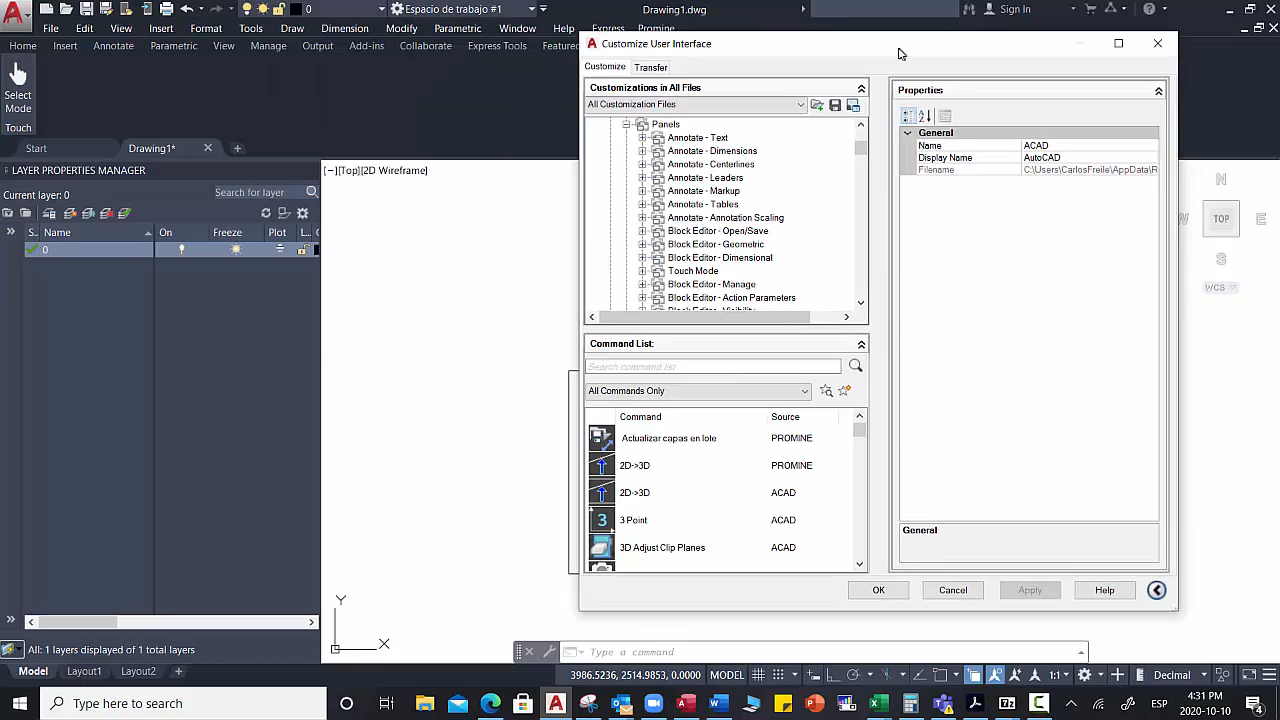 0
Espacio de trabajo #1
Drawing1.dwg
Sign In
File Edit View Insert Format Tools Draw Dimension Modify Parametric Window Express Promine
Home Insert Annotate Parametric View Manage Output Add-ins Collaborate Express Tools
Select
Mode
Touch
Start Drawing1*
LAYER PROPERTIES MANAGER
Current layer: 0
Search for layer
S.. Name On Freeze Plot
0
All: 1 layers displayed of 1 total layers
Model Layout1 Layout2
[−][Top][2D Wireframe]
Y
X
Customize User Interface
Customize Transfer
Customizations in All Files
All Customization Files
Panels
Annotate - Text
Annotate - Dimensions
Annotate - Centerlines
Annotate - Leaders
Annotate - Markup
Annotate - Tables
Annotate - Annotation Scaling
Block Editor - Open/Save
Block Editor - Geometric
Block Editor - Dimensional
Touch Mode
Block Editor - Manage
Block Editor - Action Parameters
Block Editor - Visibility
Command List:
Search command list
All Commands Only
Command Source
Actualizar capas en lote PROMINE
2D->3D PROMINE
2D->3D ACAD
3 Point ACAD
3D Adjust Clip Planes ACAD
Properties
General
Name ACAD
Display Name AutoCAD
Filename C:\Users\CarlosFreile\AppData\R
General
OK Cancel Apply Help
N
TOP
E
S
WCS
Type a command
3986.5236, 2514.9853, 0.0000 MODEL
1:1
Decimal
Type here to search
ESP
4:31 PM
2020-10-10
4